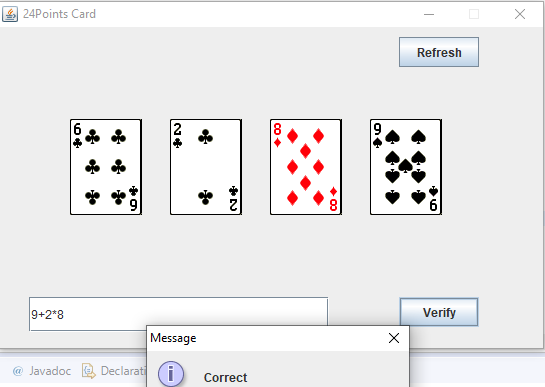 24Points Card
Refresh
6 2 8 9
6 2 8 9
9+2*8
Verify
Message
Correct
@ Javadoc Declarati